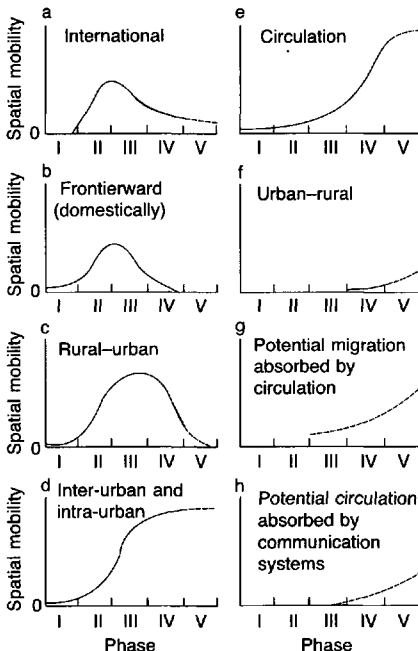 a
International
Spatial mobility
0
I II III IV V
b
Frontierward
(domestically)
Spatial mobility
0
I II III IV V
c
Rural–urban
Spatial mobility
0
I II III IV V
d
Inter-urban and
intra-urban
Spatial mobility
0
I II III IV V
Phase
e
Circulation
I II III IV V
f
Urban–rural
I II III IV V
g
Potential migration
absorbed by
circulation
I II III IV V
h
Potential circulation
absorbed by
communication
systems
I II III IV V
Phase